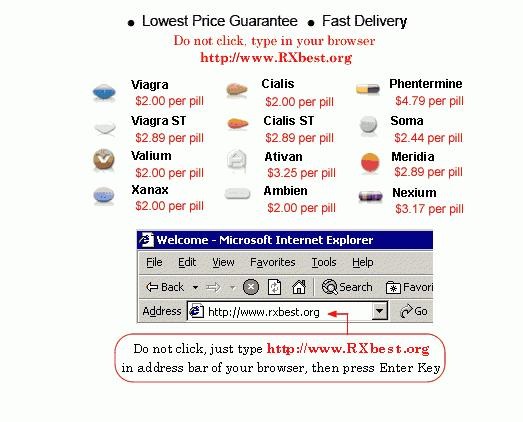 • Lowest Price Guarantee • Fast Delivery
Do not click, type in your browser
http://www.RXbest.org
Viagra Cialis Phentermine
$2.00 per pill $2.00 per pill $4.79 per pill
Viagra ST Cialis ST Soma
$2.89 per pill $2.89 per pill $2.44 per pill
Valium Ativan Meridia
$2.00 per pill $3.25 per pill $2.89 per pill
Xanax Ambien Nexium
$2.00 per pill $2.00 per pill $3.17 per pill
Welcome - Microsoft Internet Explorer
File Edit View Favorites Tools Help
Back Search Favori
Address http://www.rxbest.org Go
Do not click, just type http://www.RXbest.org
in address bar of your browser, then press Enter Key